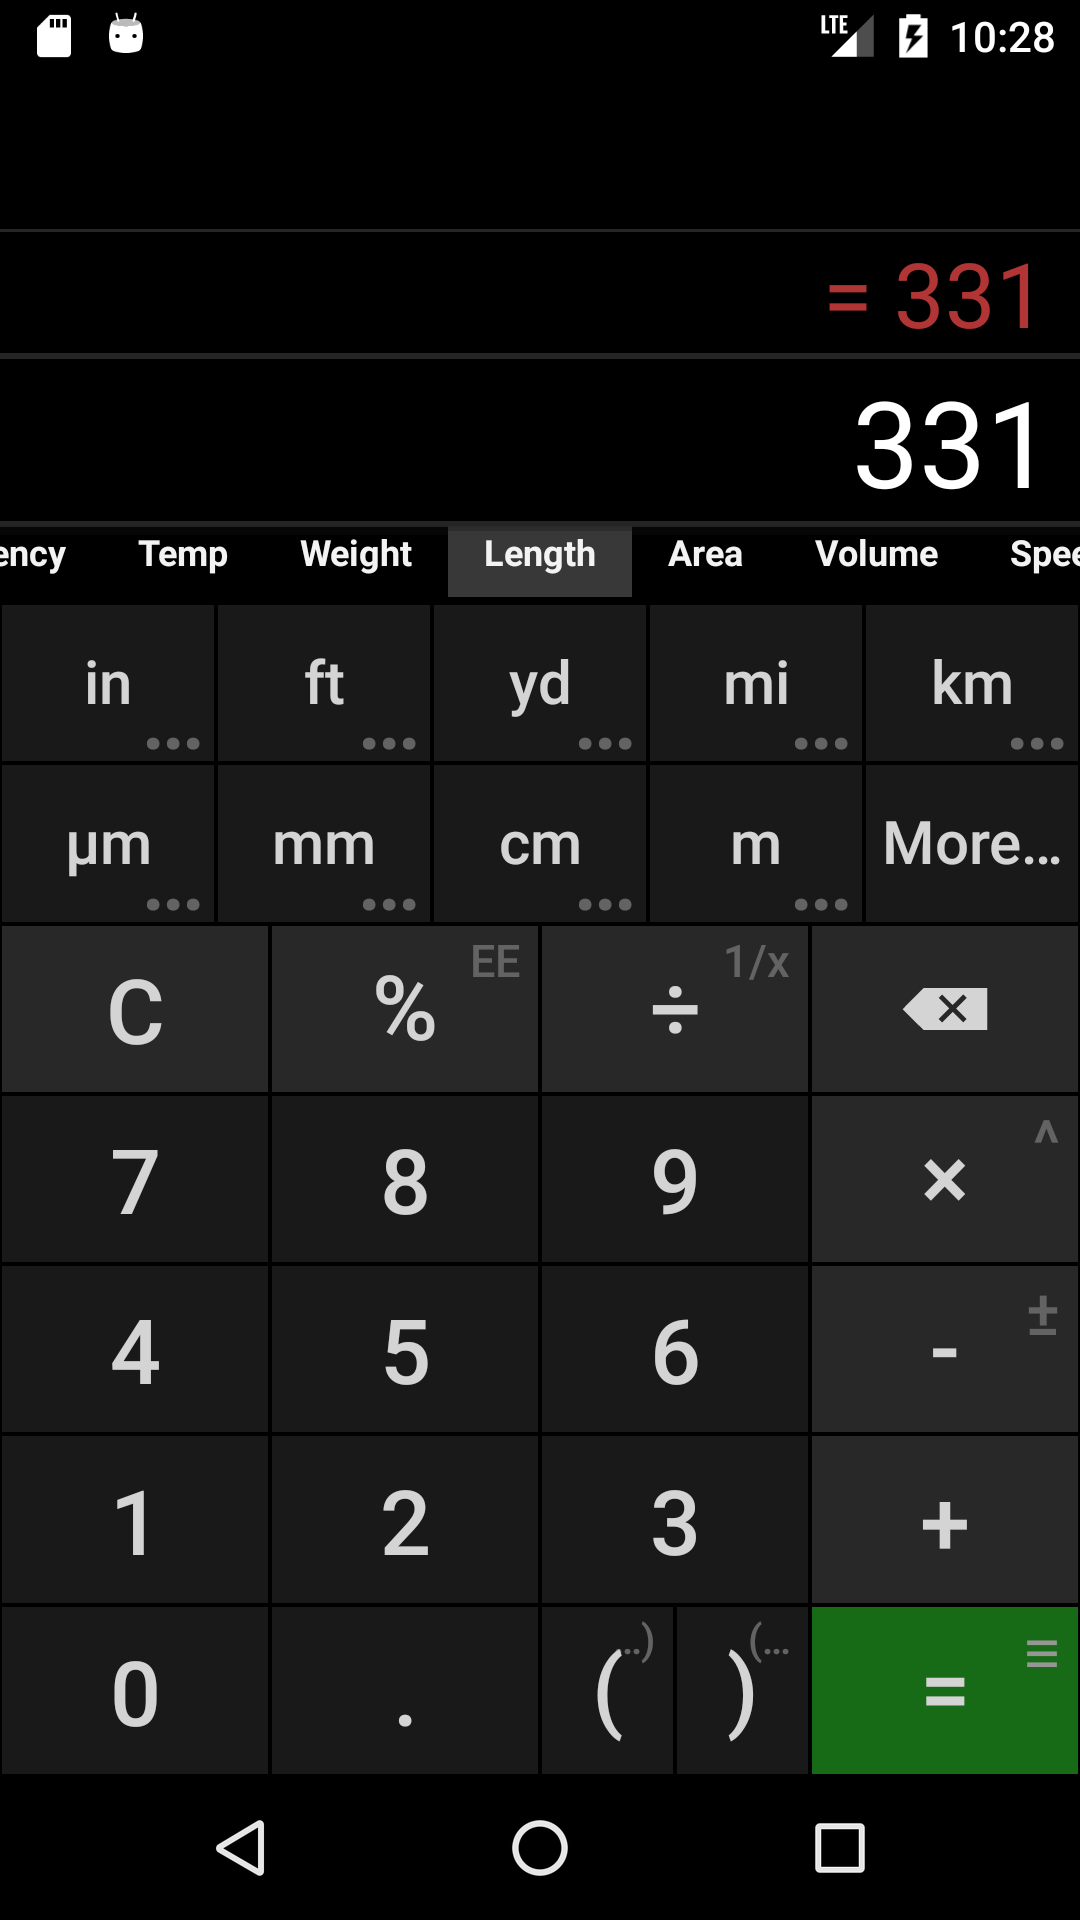 LTE 10:28
= 331
331
ency Temp Weight Length Area Volume Spee
in ft yd mi km
µm mm cm m More...
C % EE ÷ 1/x
7 8 9 × ^
4 5 6 - ±
1 2 3 +
0 . ( ..) ) (... =